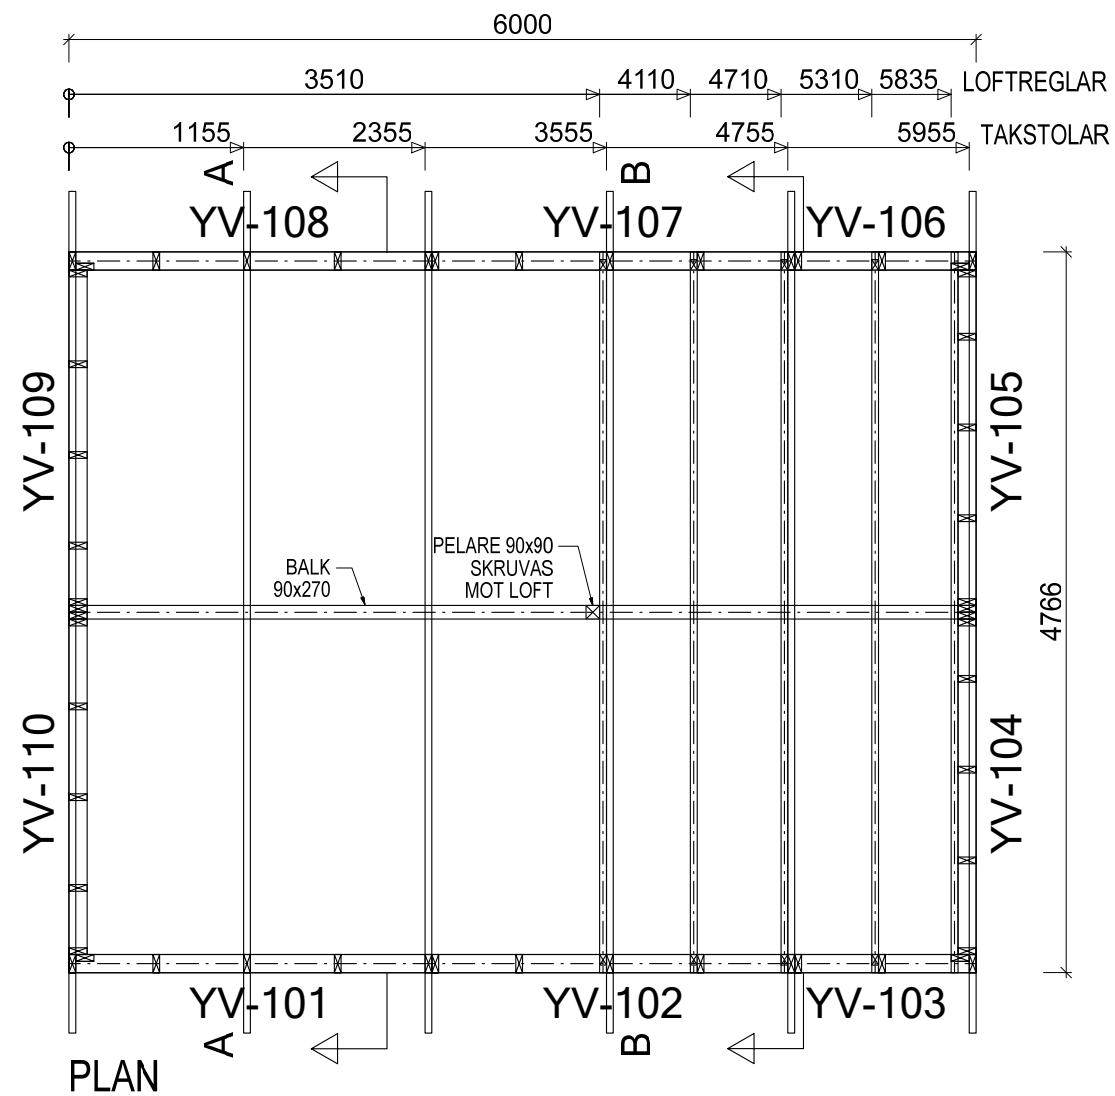 6000
3510 4110 4710 5310 5835 LOFTREGLAR
1155 2355 3555 4755 5955 TAKSTOLAR
A B
YV-108 YV-107 YV-106
YV-109
YV-105
PELARE 90x90
SKRUVAS
MOT LOFT
BALK
90x270
4766
YV-110
YV-104
YV-101 YV-102 YV-103
A B
PLAN